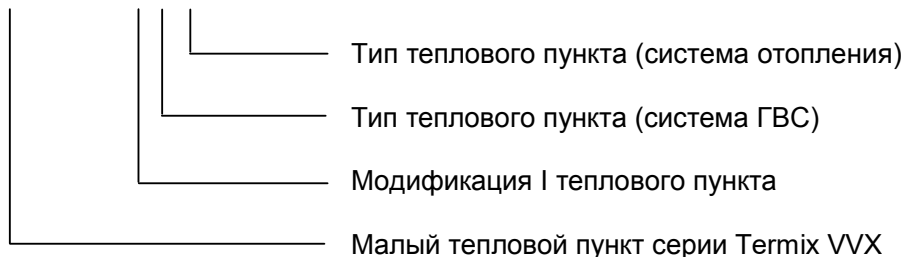 Тип теплового пункта (система отопления)
Тип теплового пункта (система ГВС)
Модификация I теплового пункта
Малый тепловой пункт серии Termix VVX